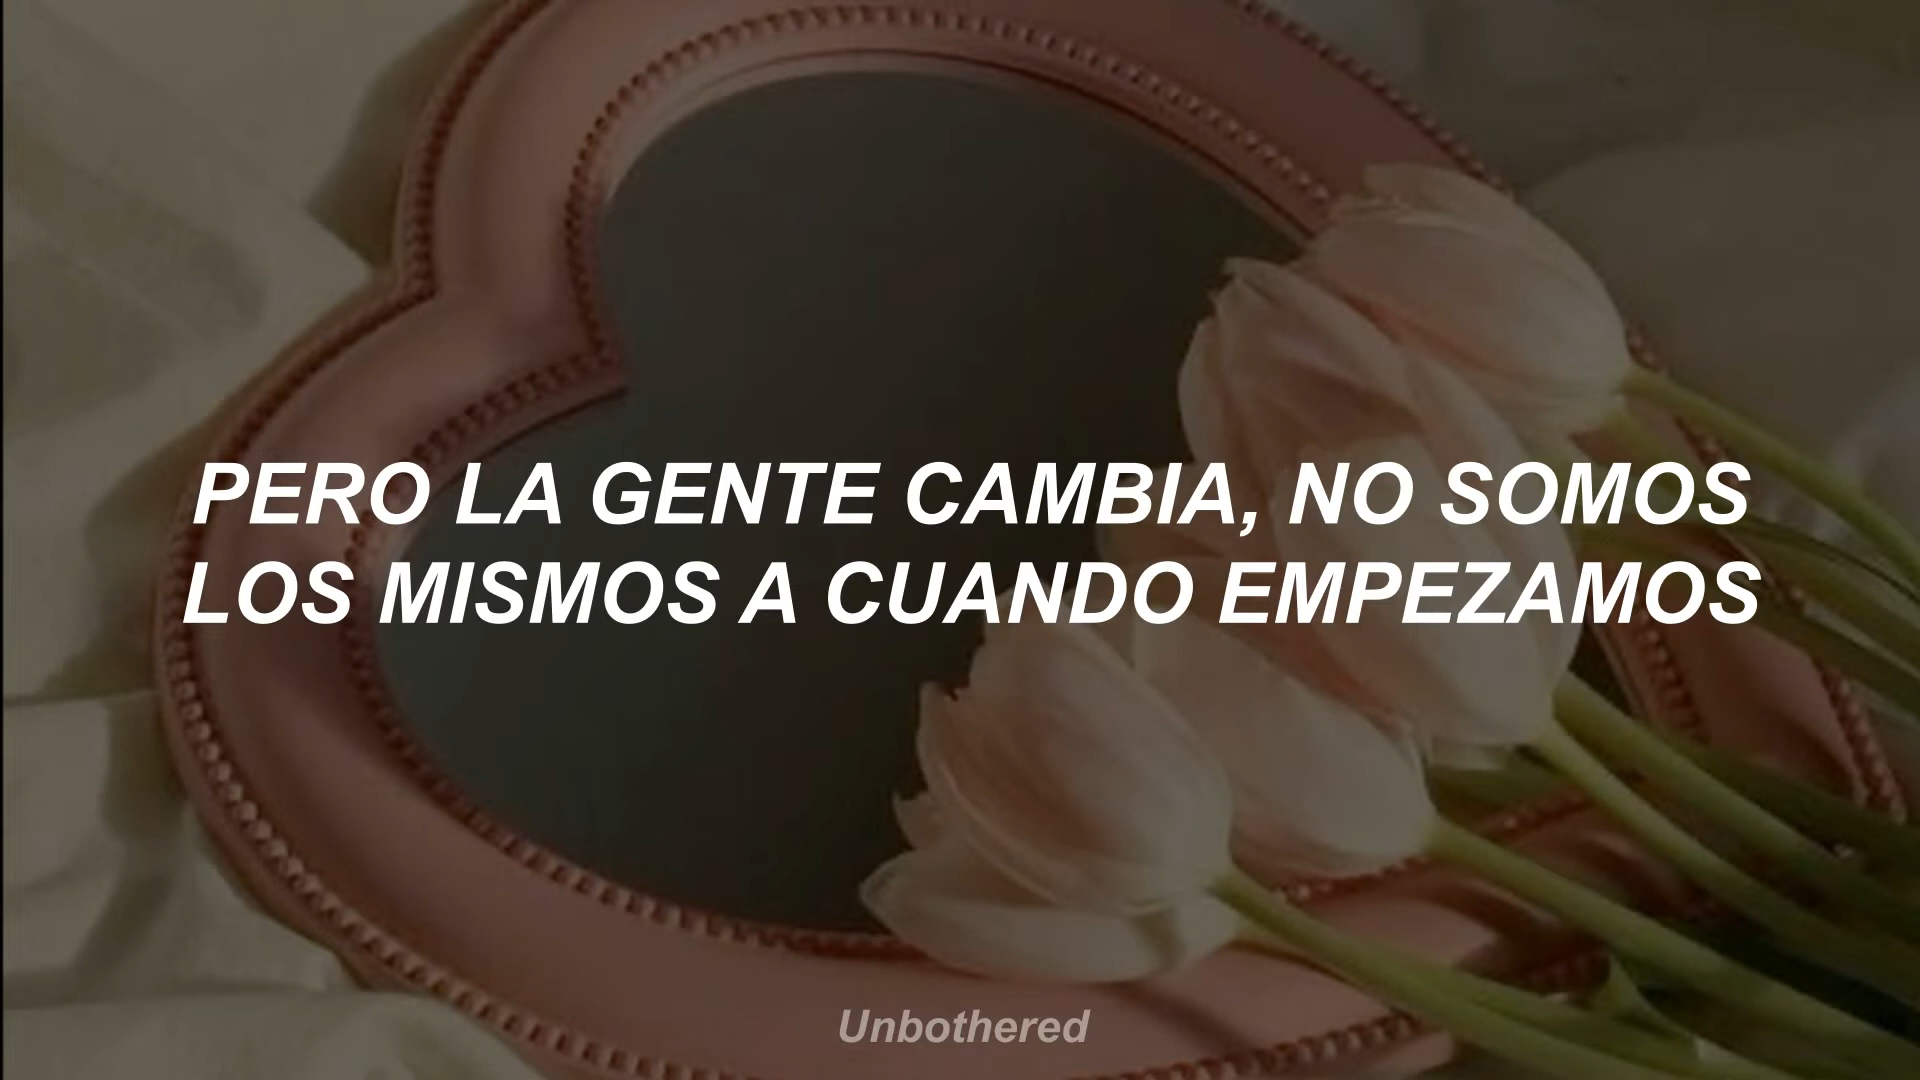 PERO LA GENTE CAMBIA, NO SOMOS
LOS MISMOS A CUANDO EMPEZAMOS
Unbothered